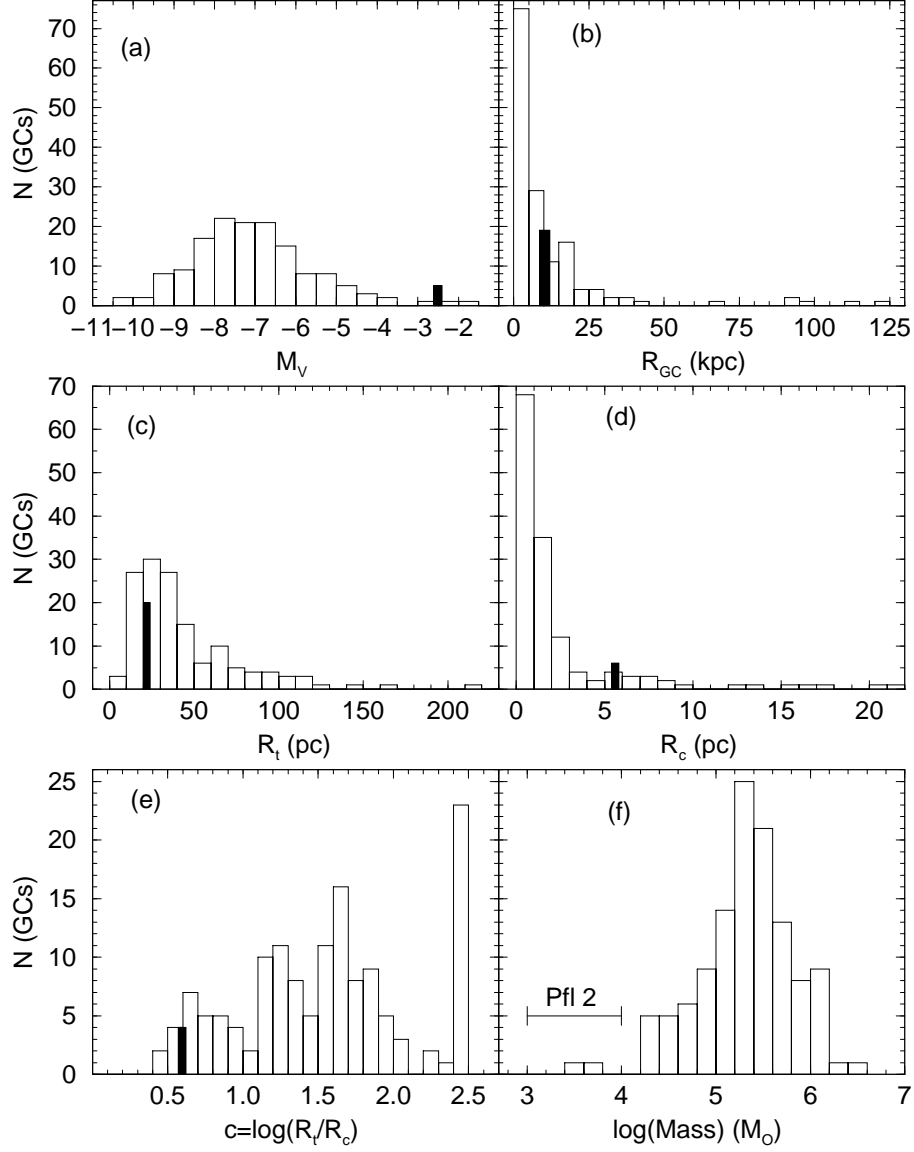 (a)
(b)
N (GCs)
70
60
50
40
30
20
10
0
−11 −10 −9 −8 −7 −6 −5 −4 −3 −2
0 25 50 75 100 125
M_V
R_GC (kpc)
(c)
(d)
N (GCs)
70
60
50
40
30
20
10
0
0 50 100 150 200
0 5 10 15 20
R_t (pc)
R_c (pc)
(e)
(f)
N (GCs)
25
20
15
10
5
0
Pfl 2
0.5 1.0 1.5 2.0 2.5
3 4 5 6 7
c=log(R_t/R_c)
log(Mass) (M_O)